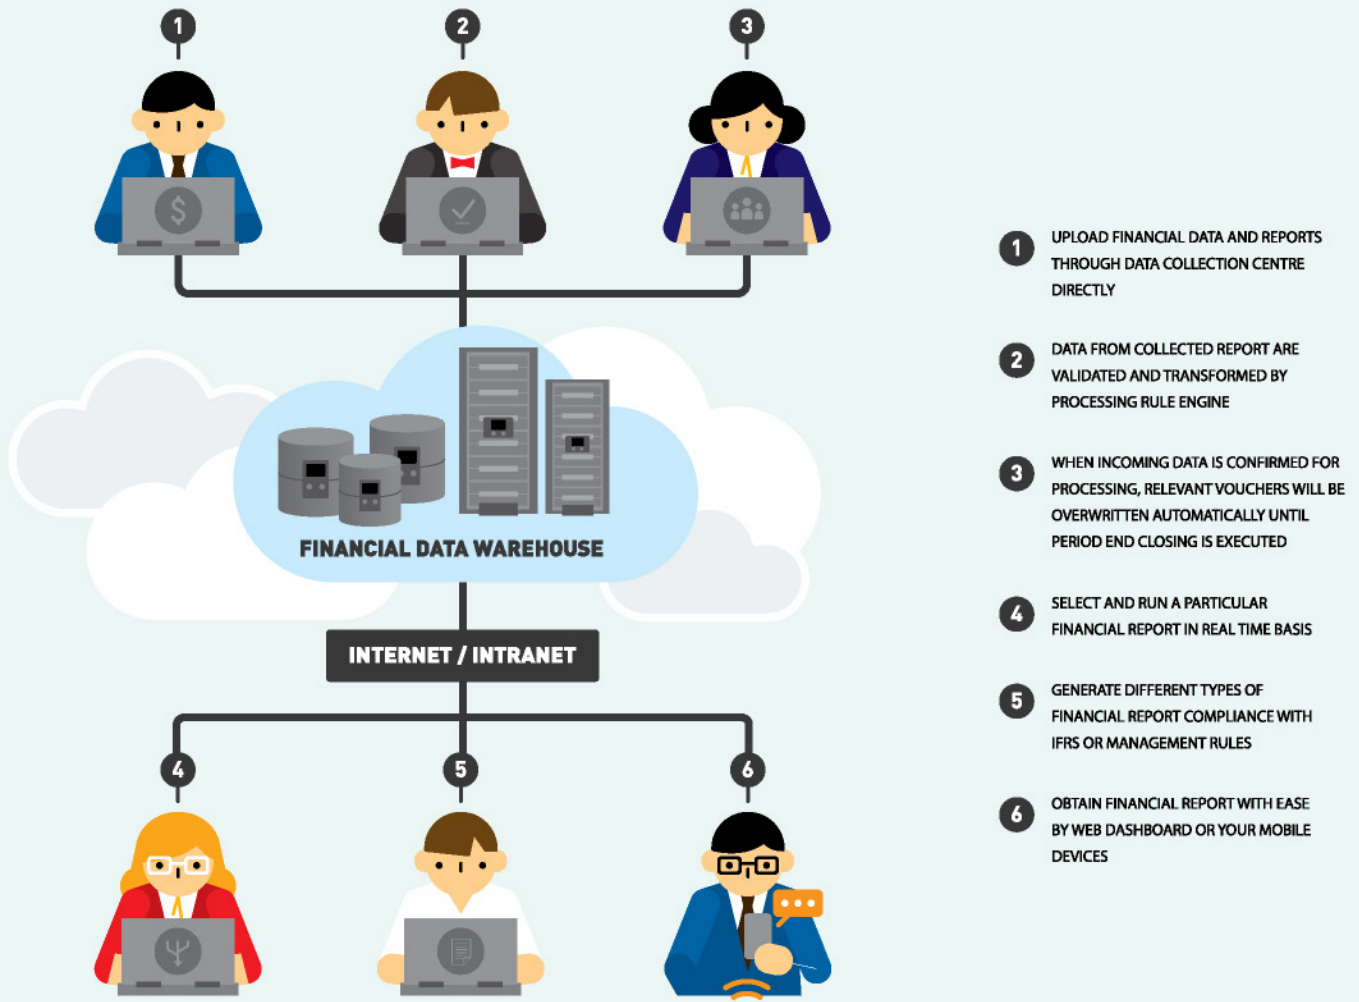 1
2
3
FINANCIAL DATA WAREHOUSE
INTERNET / INTRANET
4
5
6
1 UPLOAD FINANCIAL DATA AND REPORTS
THROUGH DATA COLLECTION CENTRE
DIRECTLY
2 DATA FROM COLLECTED REPORT ARE
VALIDATED AND TRANSFORMED BY
PROCESSING RULE ENGINE
3 WHEN INCOMING DATA IS CONFIRMED FOR
PROCESSING, RELEVANT VOUCHERS WILL BE
OVERWRITTEN AUTOMATICALLY UNTIL
PERIOD END CLOSING IS EXECUTED
4 SELECT AND RUN A PARTICULAR
FINANCIAL REPORT IN REAL TIME BASIS
5 GENERATE DIFFERENT TYPES OF
FINANCIAL REPORT COMPLIANCE WITH
IFRS OR MANAGEMENT RULES
6 OBTAIN FINANCIAL REPORT WITH EASE
BY WEB DASHBOARD OR YOUR MOBILE
DEVICES